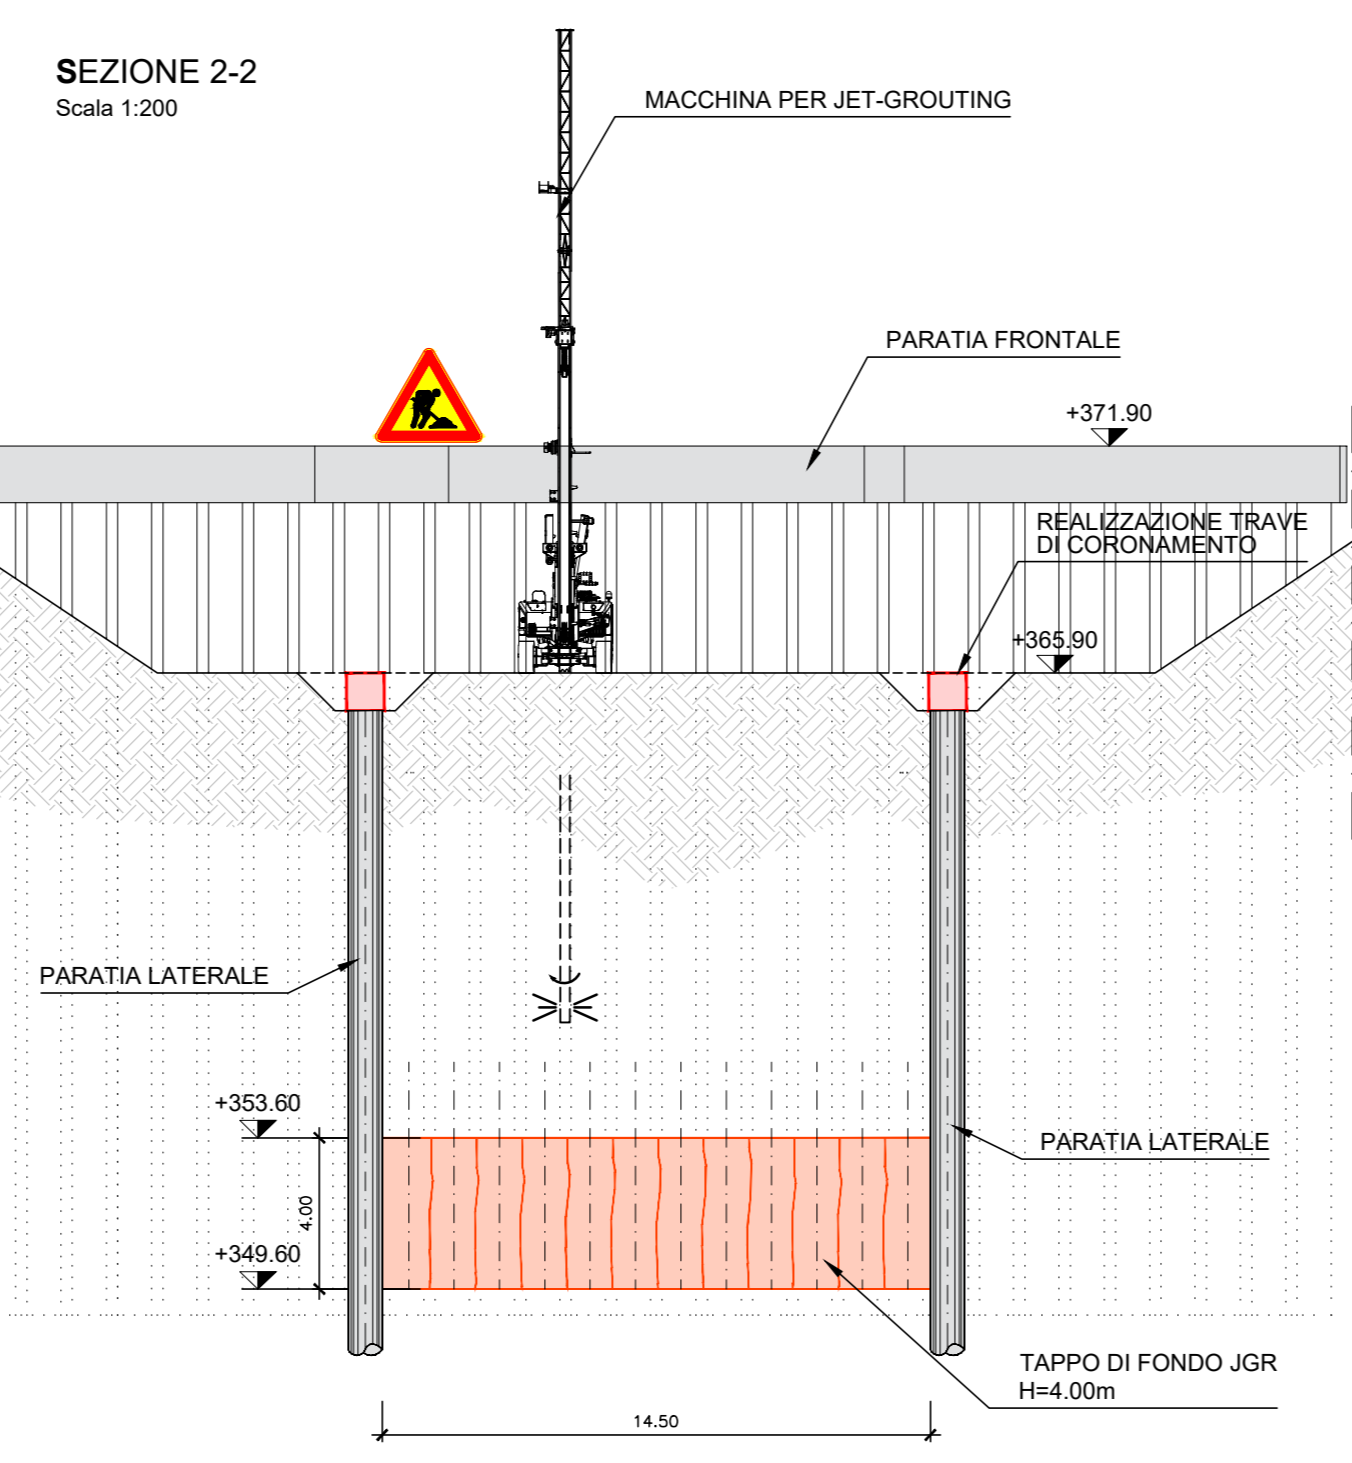 SEZIONE 2-2
Scala 1:200
MACCHINA PER JET-GROUTING
PARATIA FRONTALE
+371.90
REALIZZAZIONE TRAVE
DI CORONAMENTO
+365.90
PARATIA LATERALE
+353.60
PARATIA LATERALE
4.00
+349.60
TAPPO DI FONDO JGR
H=4.00m
14.50